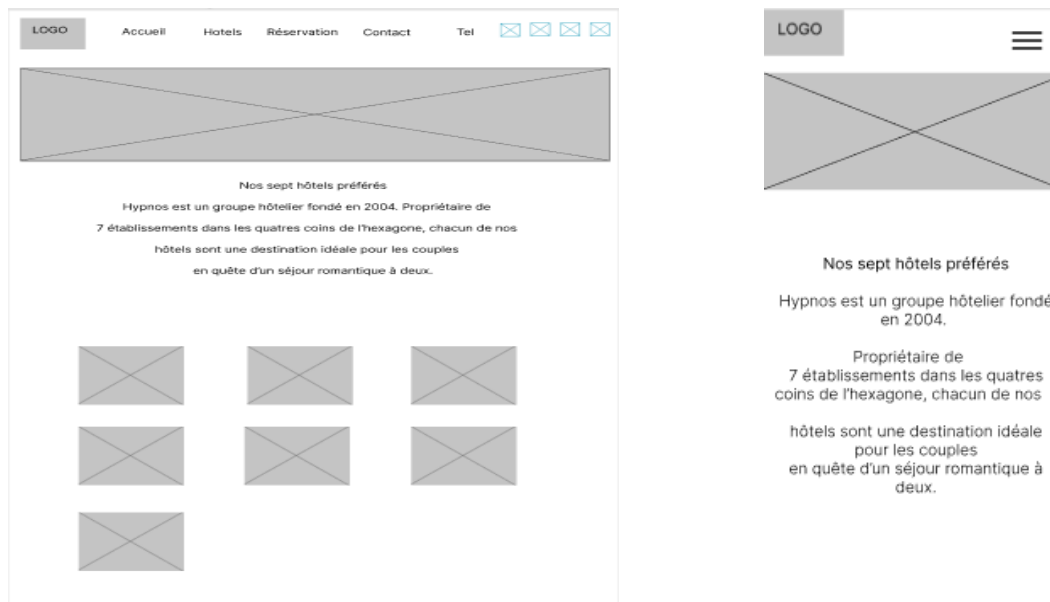 LOGO
Accueil
Hotels
Réservation
Contact
Tel
Nos sept hôtels préférés
Hypnos est un groupe hôtelier fondé en 2004. Propriétaire de
7 établissements dans les quatres coins de l'hexagone, chacun de nos
hôtels sont une destination idéale pour les couples
en quête d'un séjour romantique à deux.
LOGO
Nos sept hôtels préférés
Hypnos est un groupe hôtelier fondé
en 2004.
Propriétaire de
7 établissements dans les quatres
coins de l'hexagone, chacun de nos
hôtels sont une destination idéale
pour les couples
en quête d'un séjour romantique à
deux.